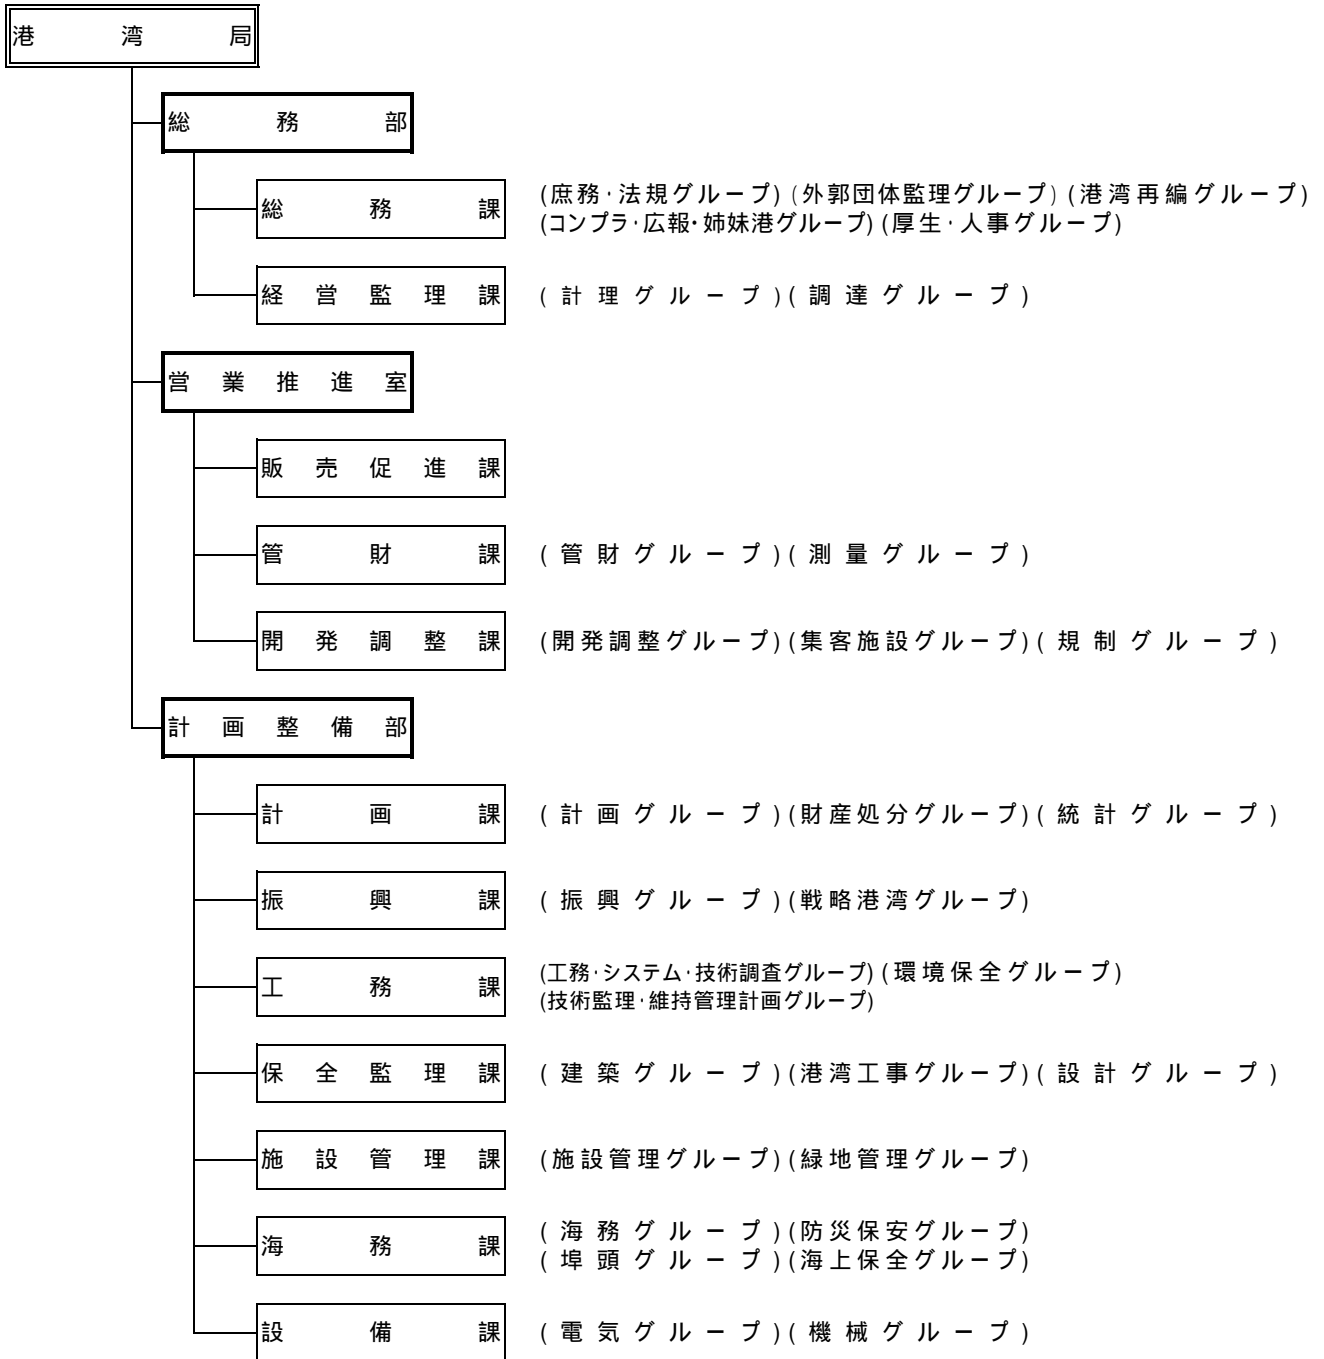 港湾局
総務部
総務課 (庶務・法規グループ)(外郭団体監理グループ)(港湾再編グループ)
(コンプラ・広報・姉妹港グループ)(厚生・人事グループ)
経営監理課 (計理グループ)(調達グループ)
営業推進室
販売促進課
管財課 (管財グループ)(測量グループ)
開発調整課 (開発調整グループ)(集客施設グループ)(規制グループ)
計画整備部
計画課 (計画グループ)(財産処分グループ)(統計グループ)
振興課 (振興グループ)(戦略港湾グループ)
工務課 (工務・システム・技術調査グループ)(環境保全グループ)
(技術監理・維持管理計画グループ)
保全監理課 (建築グループ)(港湾工事グループ)(設計グループ)
施設管理課 (施設管理グループ)(緑地管理グループ)
海務課 (海務グループ)(防災保安グループ)
(埠頭グループ)(海上保全グループ)
設備課 (電気グループ)(機械グループ)